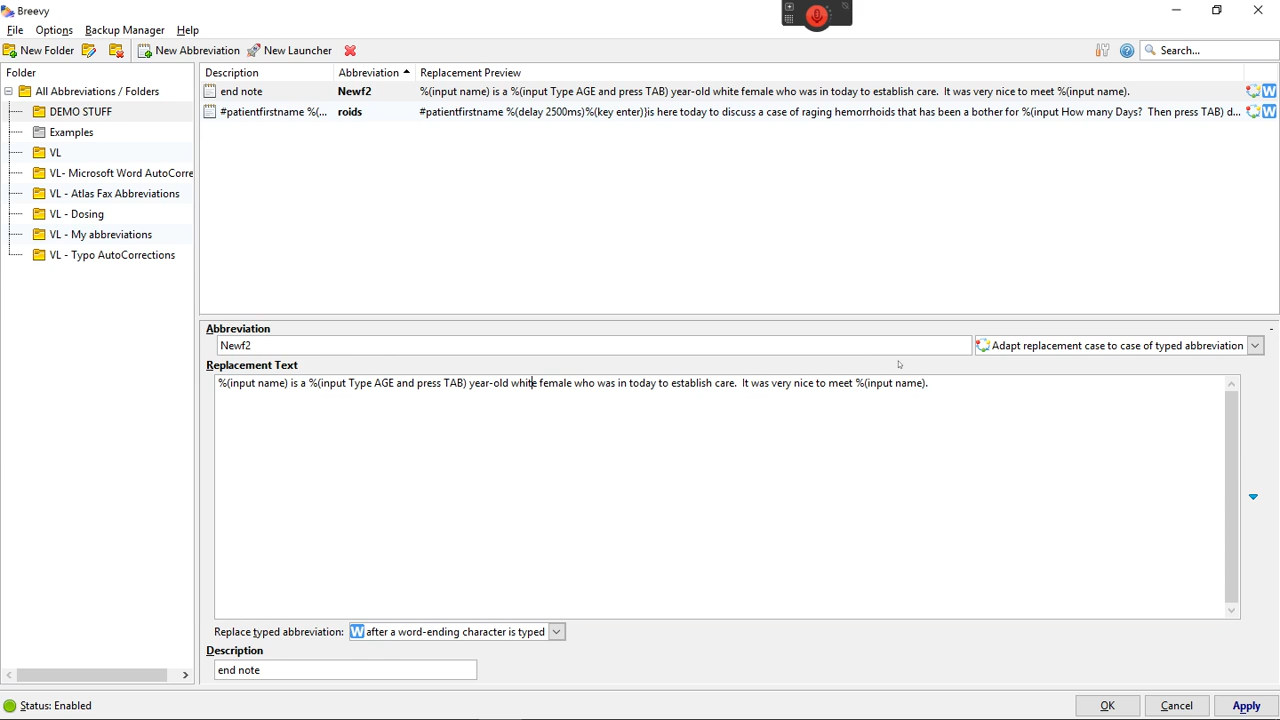 Breevy
File Options Backup Manager Help
New Folder New Abbreviation New Launcher Search...
Folder
All Abbreviations / Folders
DEMO STUFF
Examples
VL
VL- Microsoft Word AutoCorre
VL - Atlas Fax Abbreviations
VL - Dosing
VL - My abbreviations
VL - Typo AutoCorrections
Description Abbreviation Replacement Preview
end note Newf2 %(input name) is a %(input Type AGE and press TAB) year-old white female who was in today to establish care. It was very nice to meet %(input name).
#patientfirstname %(... roids #patientfirstname %(delay 2500ms)%(key enter)}is here today to discuss a case of raging hemorrhoids that has been a bother for %(input How many Days? Then press TAB) d...
Abbreviation
Newf2 Adapt replacement case to case of typed abbreviation
Replacement Text
%(input name) is a %(input Type AGE and press TAB) year-old white female who was in today to establish care. It was very nice to meet %(input name).
Replace typed abbreviation: W after a word-ending character is typed
Description
end note
Status: Enabled OK Cancel Apply